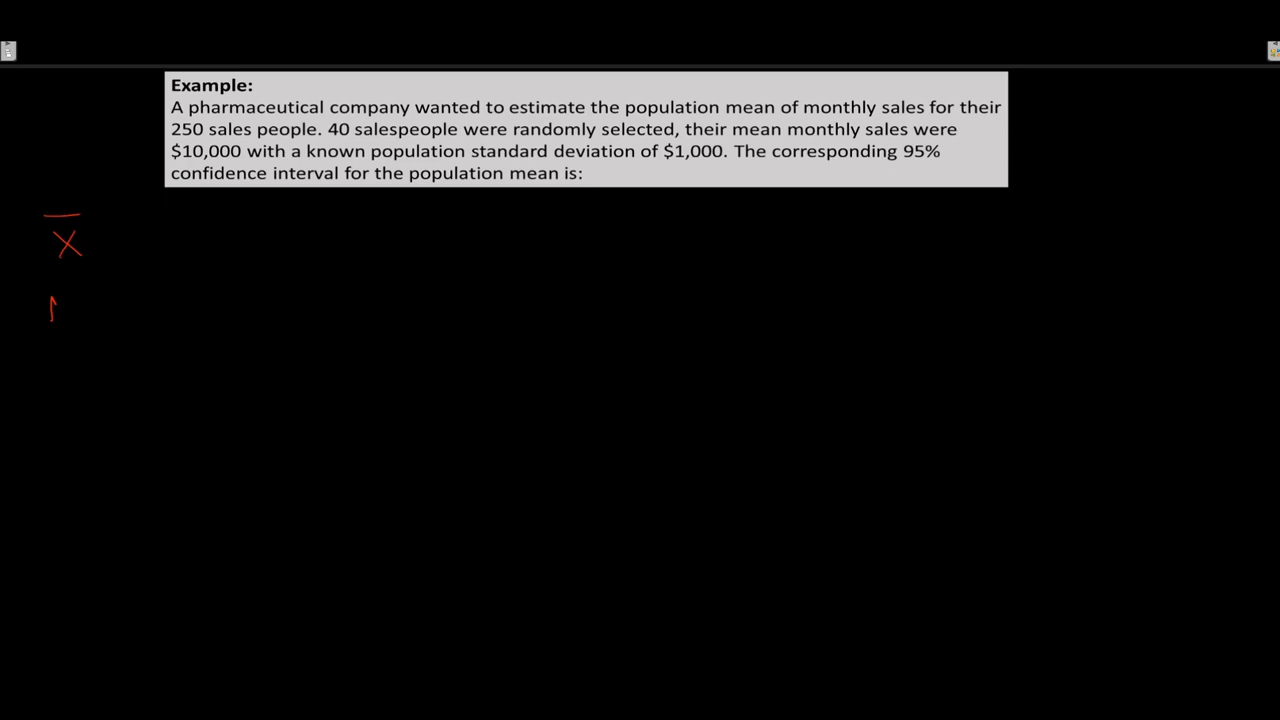 Example:
A pharmaceutical company wanted to estimate the population mean of monthly sales for their
250 sales people. 40 salespeople were randomly selected, their mean monthly sales were
$10,000 with a known population standard deviation of $1,000. The corresponding 95%
confidence interval for the population mean is:
X̅